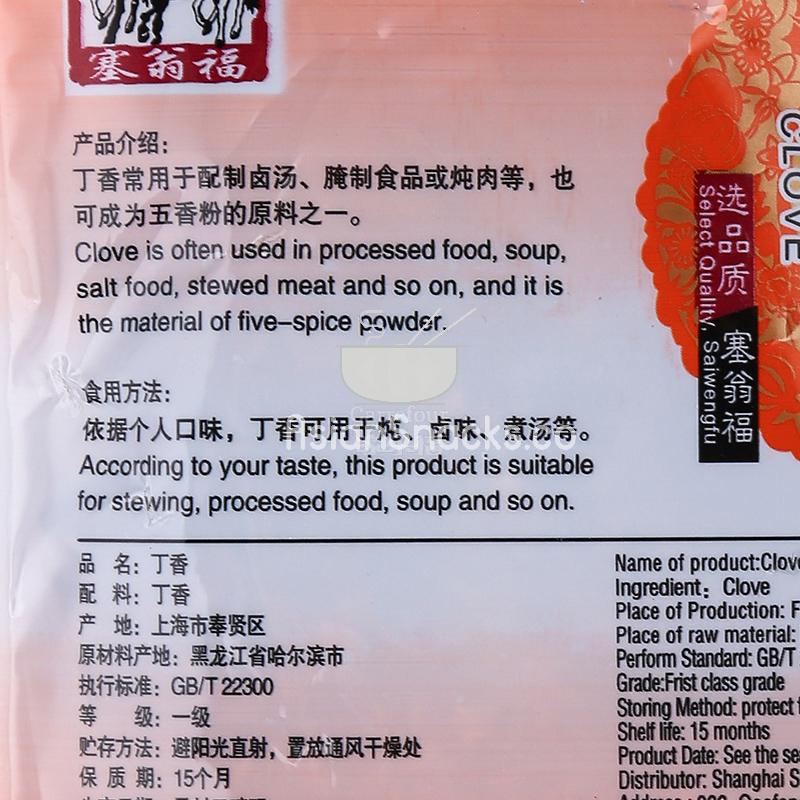 塞翁福
产品介绍：
丁香常用于配制卤汤、腌制食品或炖肉等，也
可成为五香粉的原料之一。
Clove is often used in processed food, soup,
salt food, stewed meat and so on, and it is
the material of five–spice powder.
食用方法：
依据个人口味，丁香可用于炖、卤味、煮汤等。
According to your taste, this product is suitable
for stewing, processed food, soup and so on.
Carrefour
asiansnacks.co
CLOVE
选品质
塞翁福
Select Quality, Saiwengfu
品 名：丁香
配 料：丁香
产 地：上海市奉贤区
原材料产地：黑龙江省哈尔滨市
执行标准：GB/T 22300
等 级：一级
贮存方法：避阳光直射，置放通风干燥处
保 质 期：15个月
Name of product:Clov
Ingredient：Clove
Place of Production: F
Place of raw material:
Perform Standard: GB/T
Grade:Frist class grade
Storing Method: protect
Shelf life: 15 months
Product Date: See the se
Distributor: Shanghai S